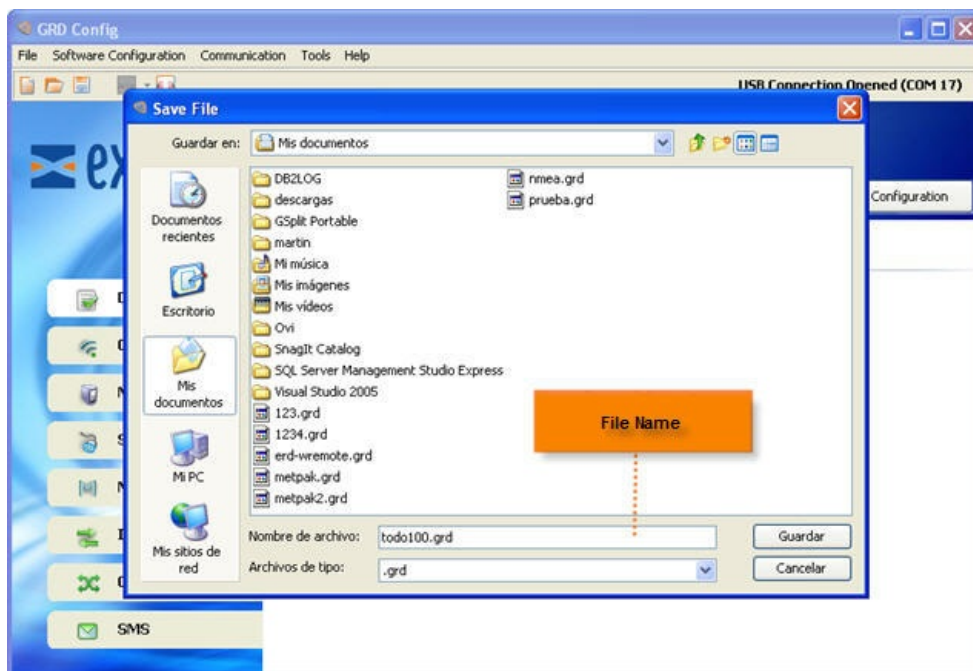 GRD Config
File Software Configuration Communication Tools Help
USB Connection Opened (COM 17)
Save File
Guardar en: Mis documentos
Configuration
Documentos recientes
Escritorio
Mis documentos
Mi PC
Mis sitios de red
DB2LOG
descargas
GSplit Portable
martin
Mi música
Mis imágenes
Mis vídeos
Ovi
SnagIt Catalog
SQL Server Management Studio Express
Visual Studio 2005
123.grd
1234.grd
erd-wremote.grd
metpak.grd
metpak2.grd
nmea.grd
prueba.grd
File Name
Nombre de archivo: todo100.grd
Guardar
Archivos de tipo: .grd
Cancelar
SMS